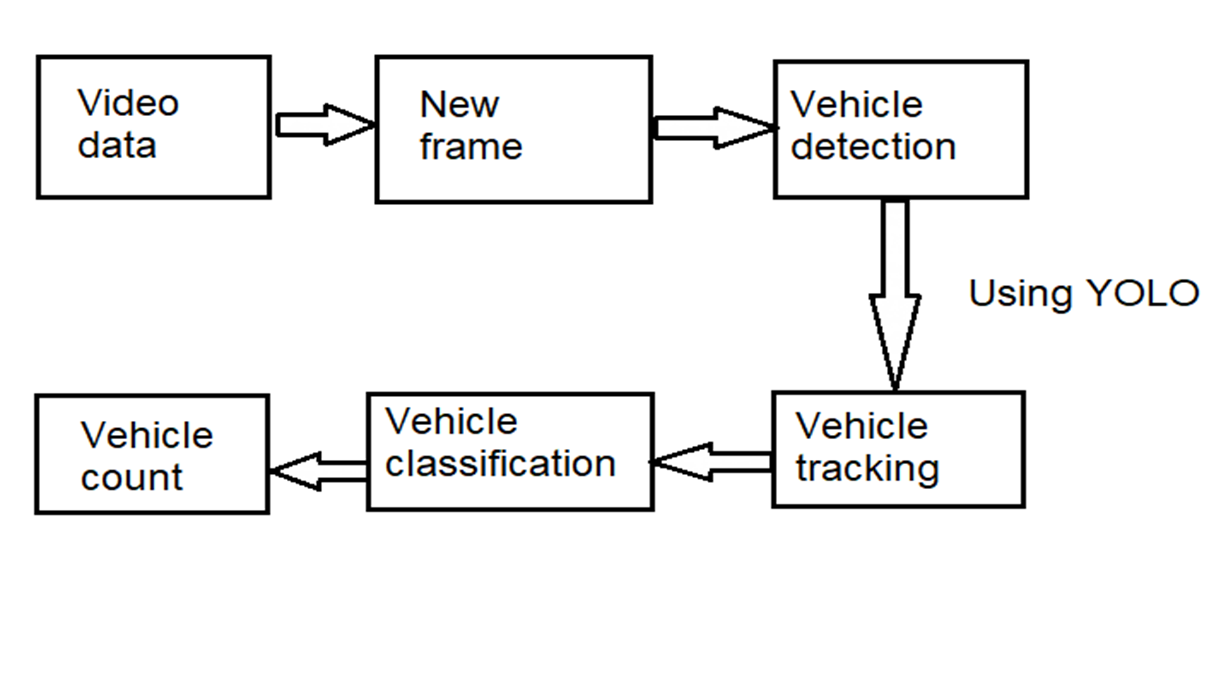 Video
data
New
frame
Vehicle
detection
Using YOLO
Vehicle
tracking
Vehicle
classification
Vehicle
count